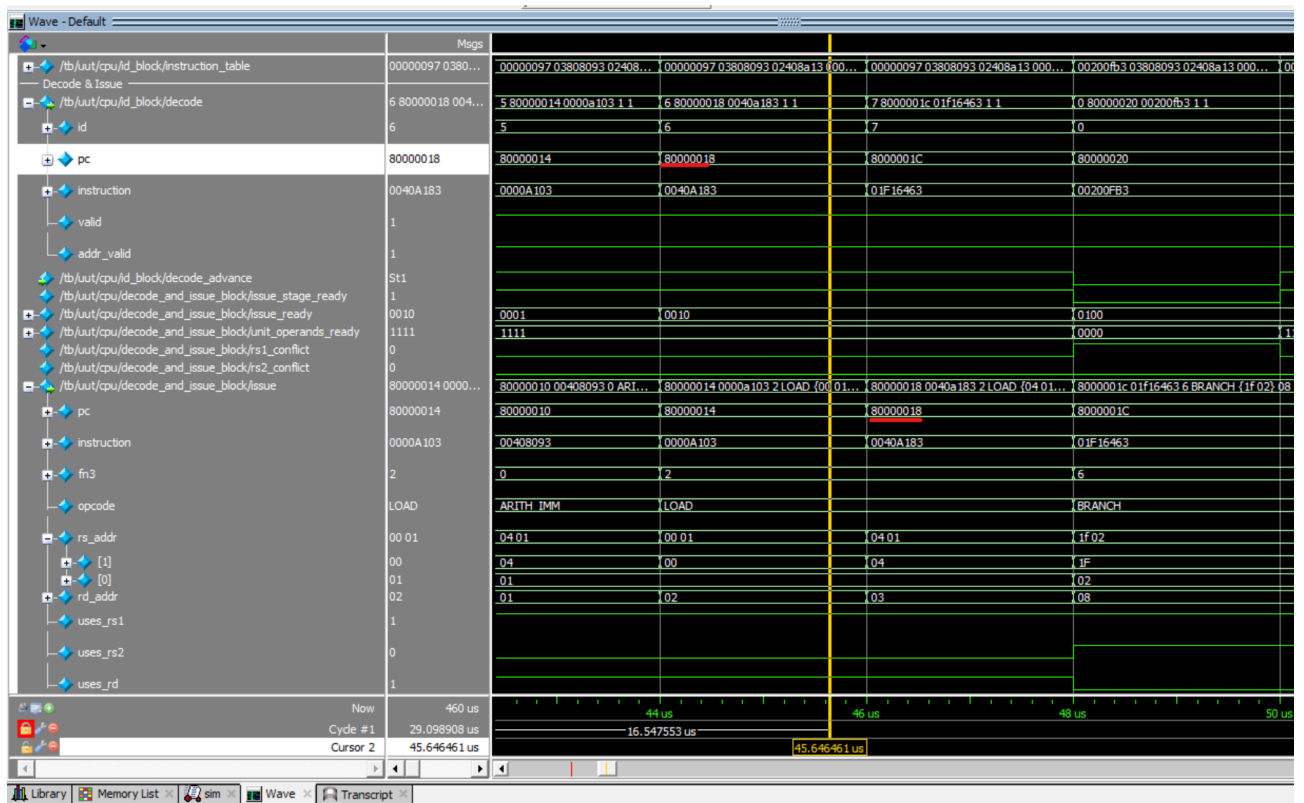 Wave - Default
Msgs
/tb/uut/cpu/id_block/instruction_table 00000097 0380... 00000097 03808093 02408... 00000097 03808093 02408a13 000... 00000097 03808093 02408a13 000... 00200fb3 03808093 02408a13 000...
Decode & Issue
/tb/uut/cpu/id_block/decode 6 80000018 004... 5 80000014 0000a103 1 1 6 80000018 0040a183 1 1 7 8000001c 01f16463 1 1 0 80000020 00200fb3 1 1
id 6 5 6 7 0
pc 80000018 80000014 80000018 8000001C 80000020
instruction 0040A183 0000A103 0040A183 01F16463 00200FB3
valid 1
addr_valid 1
/tb/uut/cpu/id_block/decode_advance St1
/tb/uut/cpu/decode_and_issue_block/issue_stage_ready 1
/tb/uut/cpu/decode_and_issue_block/issue_ready 0010 0001 0010 0100
/tb/uut/cpu/decode_and_issue_block/unit_operands_ready 1111 1111 0000
/tb/uut/cpu/decode_and_issue_block/rs1_conflict 0
/tb/uut/cpu/decode_and_issue_block/rs2_conflict 0
/tb/uut/cpu/decode_and_issue_block/issue 80000014 0000... 80000010 00408093 0 ARI... 80000014 0000a103 2 LOAD {00 01... 80000018 0040a183 2 LOAD {04 01... 8000001c 01f16463 6 BRANCH {1f 02} 08
pc 80000014 80000010 80000014 80000018 8000001C
instruction 0000A103 00408093 0000A103 0040A183 01F16463
fn3 2 0 2 6
opcode LOAD ARITH_IMM LOAD BRANCH
rs_addr 00 01 04 01 00 01 04 01 1f 02
[1] 00 04 00 04 1F
[0] 01 01 02
rd_addr 02 01 02 03 08
uses_rs1 1
uses_rs2 0
uses_rd 1
Now 460 us 44 us 46 us 48 us 50 us
Cycle #1 29.098908 us 16.547553 us
Cursor 2 45.646461 us 45.646461 us
Library Memory List sim Wave Transcript